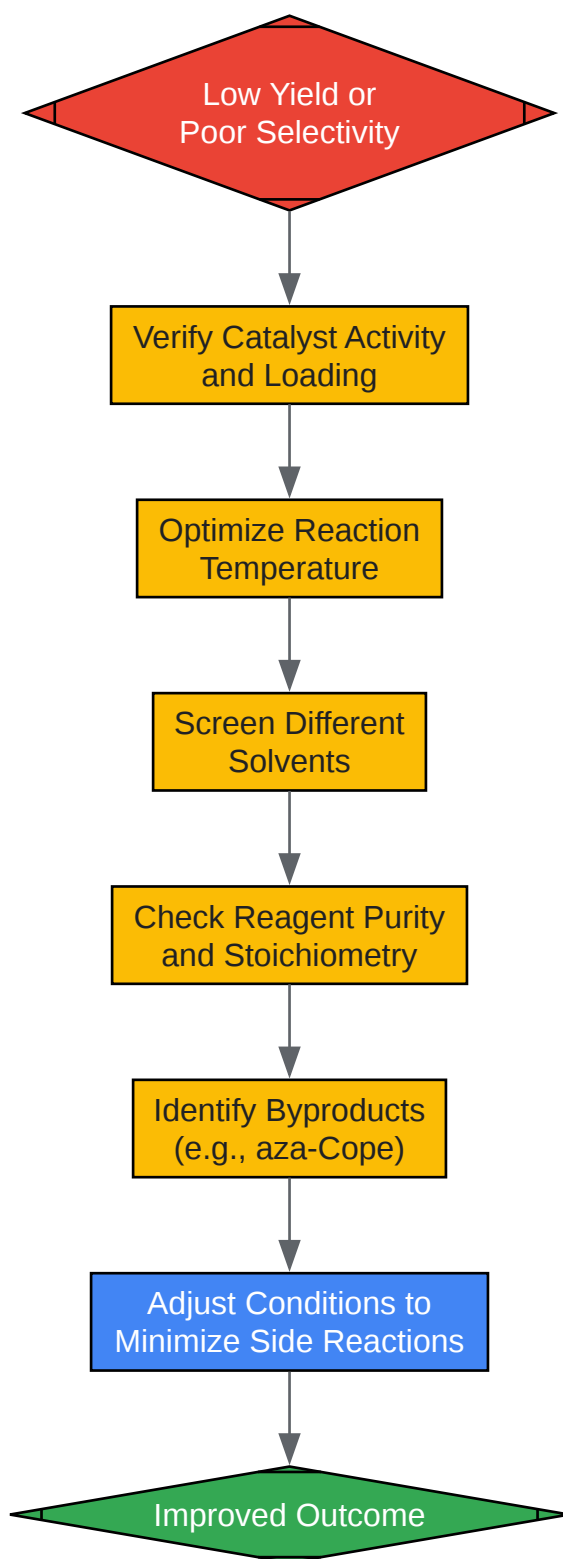 Low Yield or
Poor Selectivity
Verify Catalyst Activity
and Loading
Optimize Reaction
Temperature
Screen Different
Solvents
Check Reagent Purity
and Stoichiometry
Identify Byproducts
(e.g., aza-Cope)
Adjust Conditions to
Minimize Side Reactions
Improved Outcome